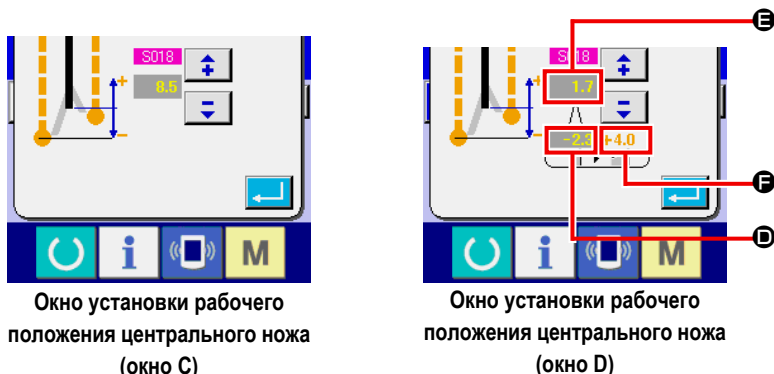 S018
+
8.5
–
i
M
Окно установки рабочего
положения центрального ножа
(окно C)
E
S018
+
1.7
–
-2.3 +4.0
F
D
i
M
Окно установки рабочего
положения центрального ножа
(окно D)